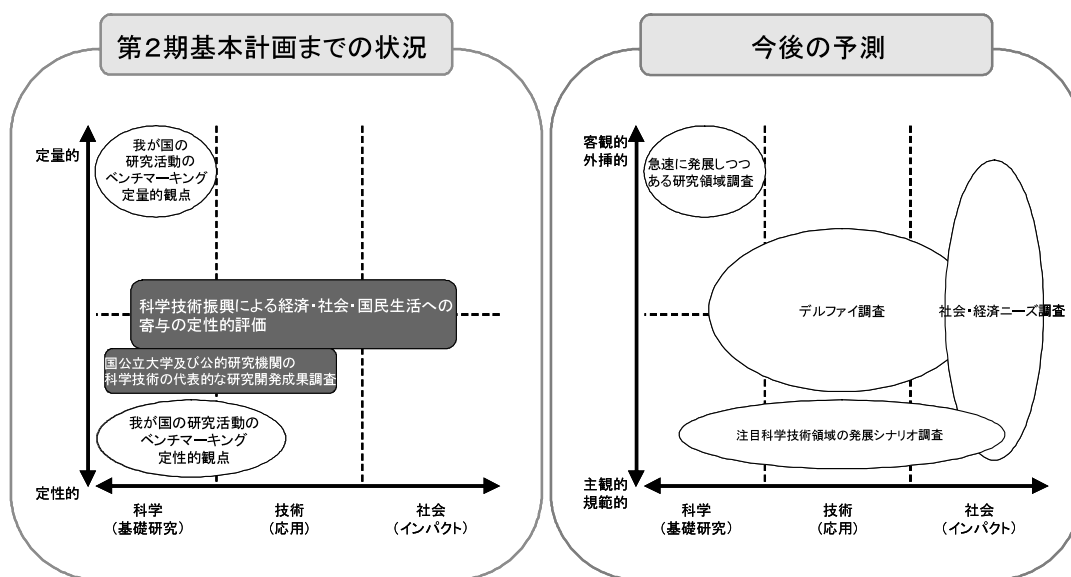 第2期基本計画までの状況
定量的
我が国の
研究活動の
ベンチマーキング
定量的観点
科学技術振興による経済・社会・国民生活への
寄与の定性的評価
国公立大学及び公的研究機関の
科学技術の代表的な研究開発成果調査
我が国の研究活動の
ベンチマーキング
定性的観点
定性的
科学
(基礎研究)
技術
(応用)
社会
(インパクト)
今後の予測
客観的
外挿的
急速に発展しつつ
ある研究領域調査
デルファイ調査
社会・経済ニーズ調査
注目科学技術領域の発展シナリオ調査
主観的
規範的
科学
(基礎研究)
技術
(応用)
社会
(インパクト)